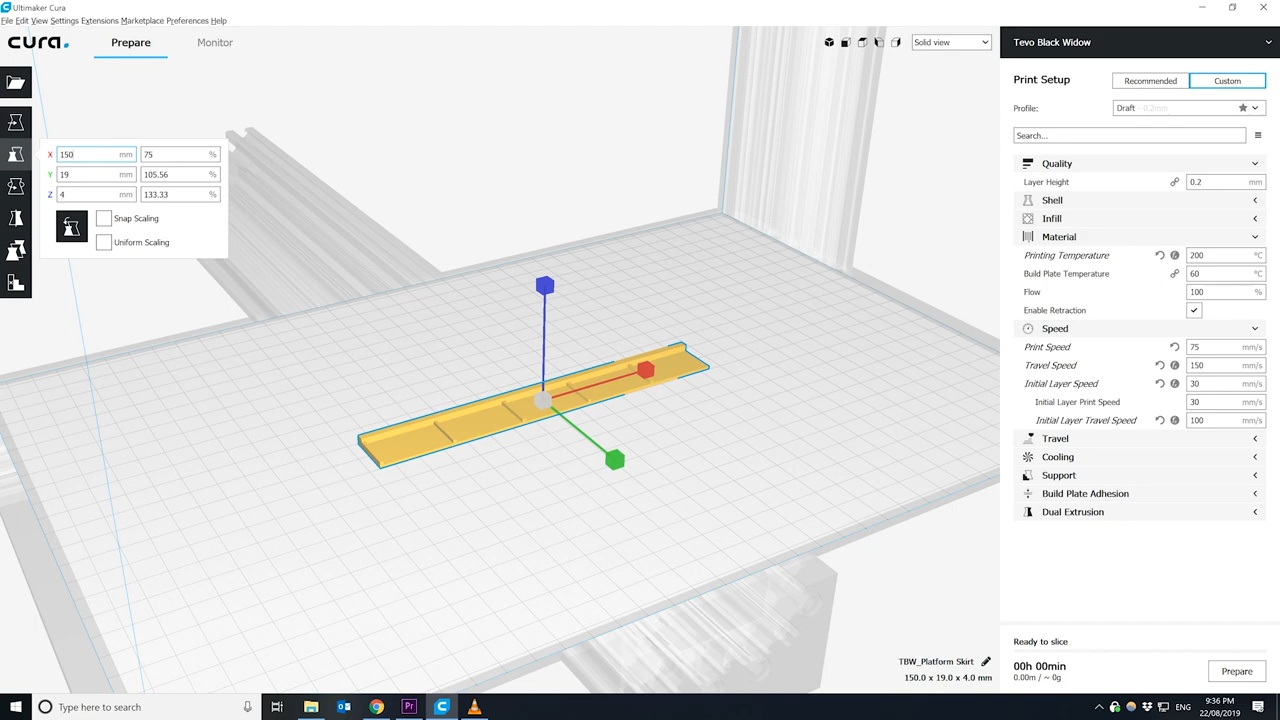 Ultimaker Cura
File Edit View Settings Extensions Marketplace Preferences Help
cura.
Prepare
Monitor
Solid view
Tevo Black Widow
Print Setup
Recommended
Custom
Profile:
Draft - 0.2mm
Search...
X 150 mm 75 %
Y 19 mm 105.56 %
Z 4 mm 133.33 %
Snap Scaling
Uniform Scaling
Quality
Layer Height 0.2 mm
Shell
Infill
Material
Printing Temperature 200 °C
Build Plate Temperature 60 °C
Flow 100 %
Enable Retraction
Speed
Print Speed 75 mm/s
Travel Speed 150 mm/s
Initial Layer Speed 30 mm/s
Initial Layer Print Speed 30 mm/s
Initial Layer Travel Speed 100 mm/s
Travel
Cooling
Support
Build Plate Adhesion
Dual Extrusion
TBW_Platform Skirt
150.0 x 19.0 x 4.0 mm
Ready to slice
00h 00min
0.00m / ~ 0g
Prepare
Type here to search
Pr
ENG
9:36 PM
22/08/2019